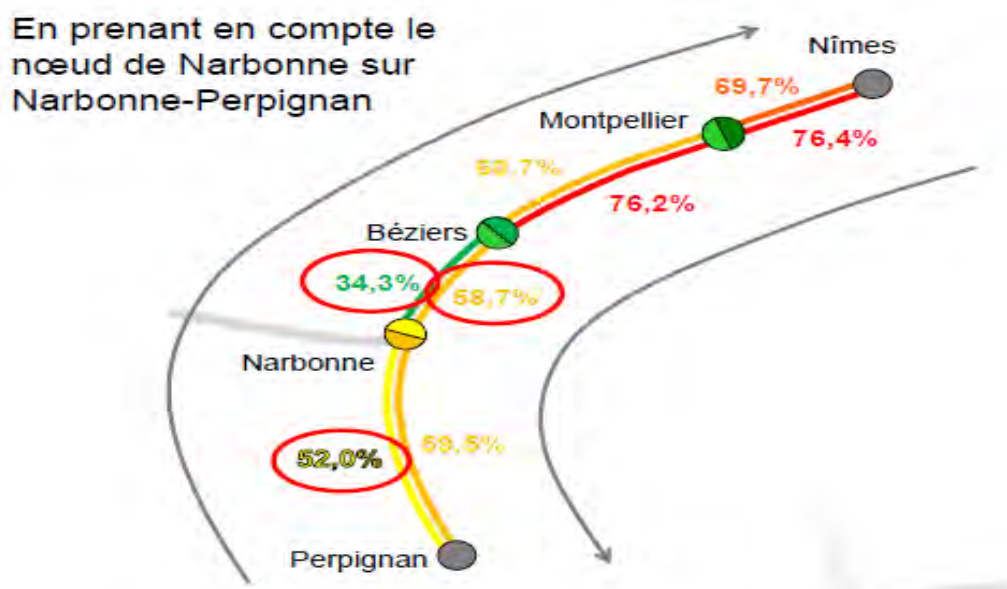 En prenant en compte le
nœud de Narbonne sur
Narbonne-Perpignan
Nîmes
69,7%
Montpellier
76,4%
76,2%
Béziers
34,3%
58,7%
Narbonne
52,0%
Perpignan